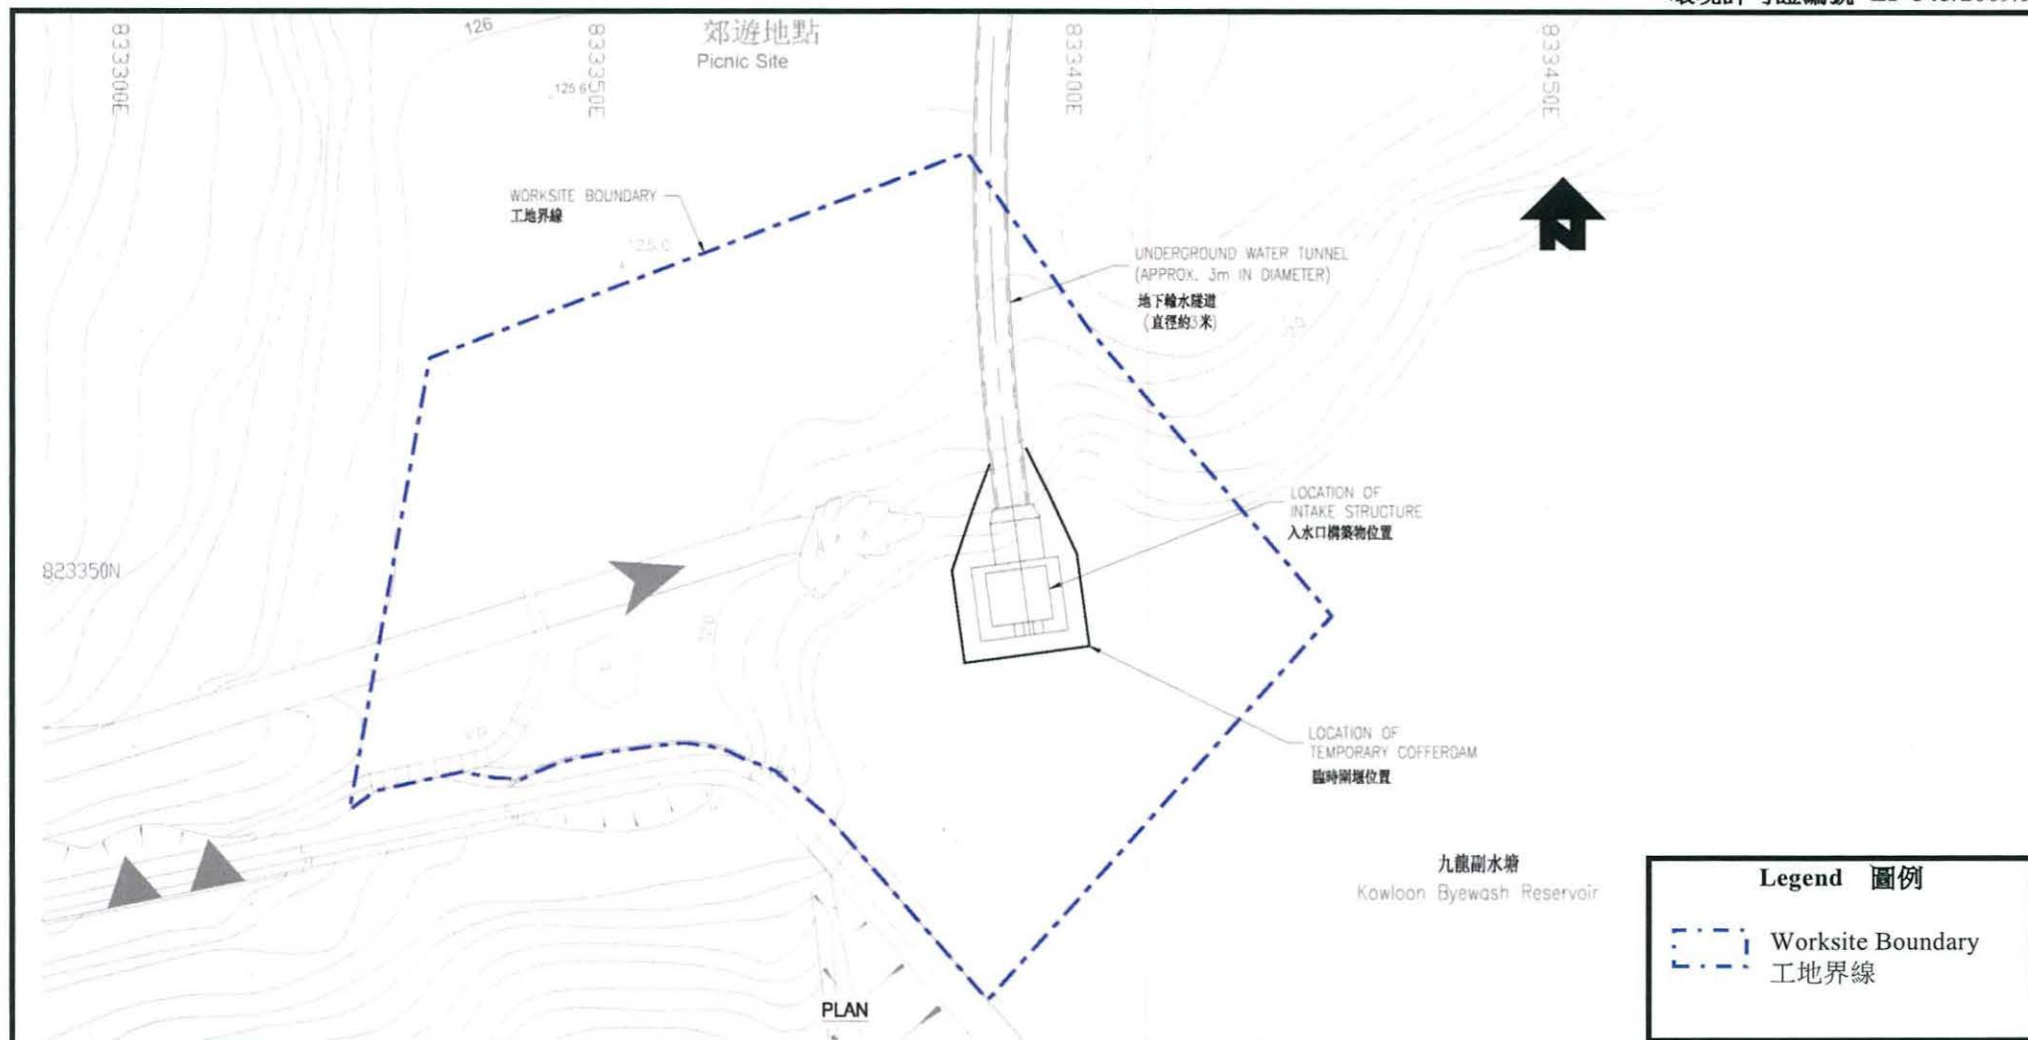 833300E
126
833350E
郊遊地點
Picnic Site
833400E
833450E
125.6
WORKSITE BOUNDARY
工地界線
125.6
N
UNDERGROUND WATER TUNNEL
(APPROX. 3m IN DIAMETER)
地下輸水隧道
(直徑約3米)
LOCATION OF
INTAKE STRUCTURE
入水口構築物位置
823350N
LOCATION OF
TEMPORARY COFFERDAM
臨時圍堰位置
九龍副水塘
Kowloon Byewash Reservoir
PLAN
Legend 圖例
Worksite Boundary
工地界線